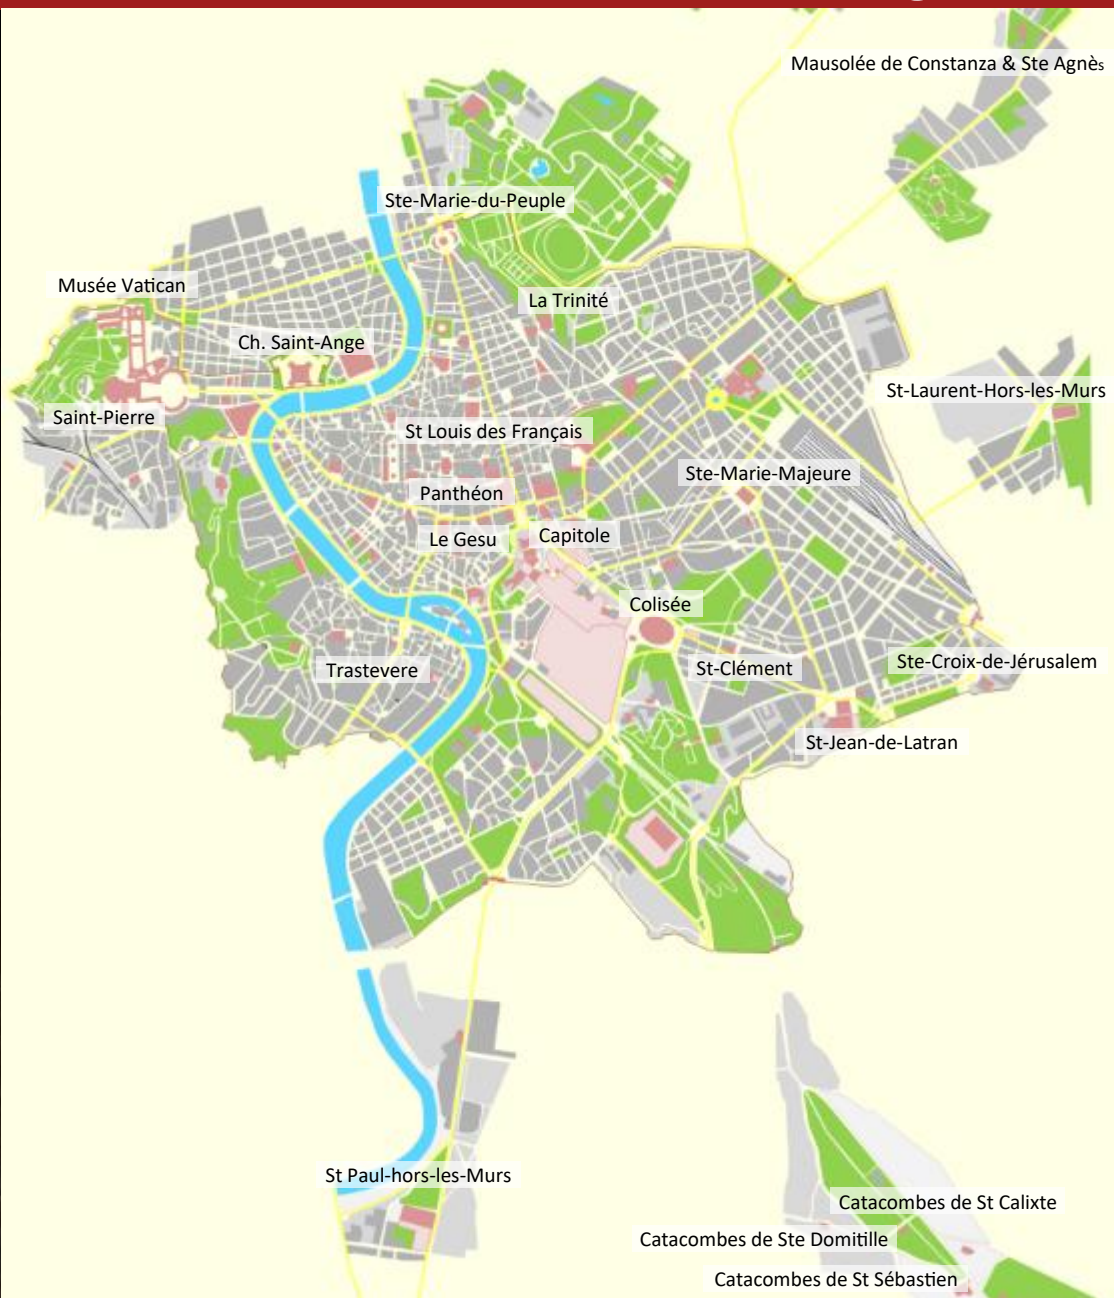 Mausolée de Constanza & Ste Agnès
Ste-Marie-du-Peuple
Musée Vatican
La Trinité
Ch. Saint-Ange
St-Laurent-Hors-les-Murs
Saint-Pierre
St Louis des Français
Ste-Marie-Majeure
Panthéon
Le Gesu
Capitole
Colisée
Ste-Croix-de-Jérusalem
St-Clément
Trastevere
St-Jean-de-Latran
St Paul-hors-les-Murs
Catacombes de St Calixte
Catacombes de Ste Domitille
Catacombes de St Sébastien